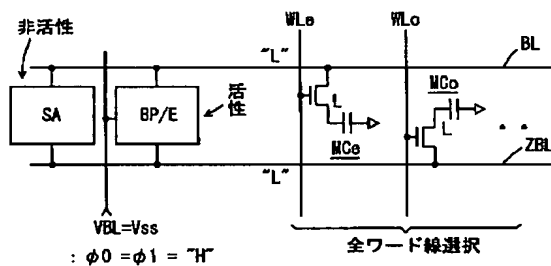 非活性
WLe
WLo
"L"
BL
SA
BP/E
活性
L
MCo
L
MCe
"L"
ZBL
VBL=Vss
: φ0 =φ1 = "H"
全ワード線選択